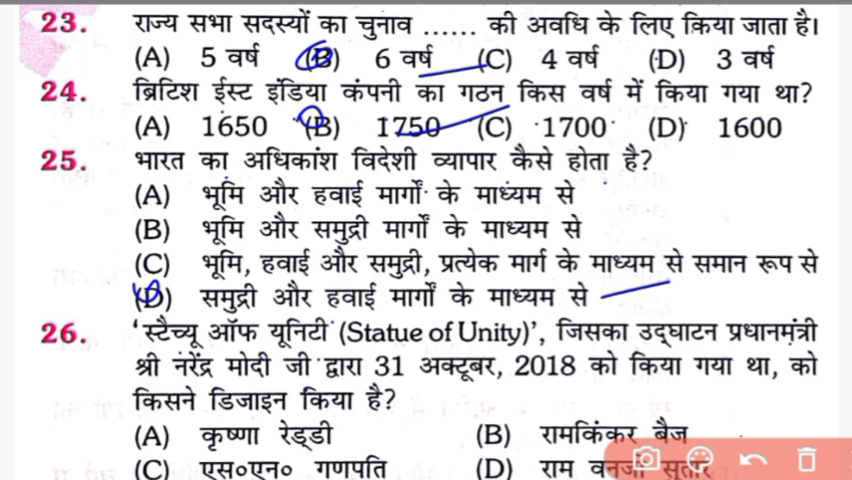 23. राज्य सभा सदस्यों का चुनाव ...... की अवधि के लिए किया जाता है।
(A) 5 वर्ष (B) 6 वर्ष (C) 4 वर्ष (D) 3 वर्ष
24. ब्रिटिश ईस्ट इंडिया कंपनी का गठन किस वर्ष में किया गया था?
(A) 1650 (B) 1750 (C) 1700 (D) 1600
25. भारत का अधिकांश विदेशी व्यापार कैसे होता है?
(A) भूमि और हवाई मार्गों के माध्यम से
(B) भूमि और समुद्री मार्गों के माध्यम से
(C) भूमि, हवाई और समुद्री, प्रत्येक मार्ग के माध्यम से समान रूप से
(D) समुद्री और हवाई मार्गों के माध्यम से
26. 'स्टैच्यू ऑफ यूनिटी (Statue of Unity)', जिसका उद्घाटन प्रधानमंत्री
श्री नरेंद्र मोदी जी द्वारा 31 अक्टूबर, 2018 को किया गया था, को
किसने डिजाइन किया है?
(A) कृष्णा रेड्डी (B) रामकिंकर बैज
(C) एस०एन० गणपति (D) राम वनजी सुतार